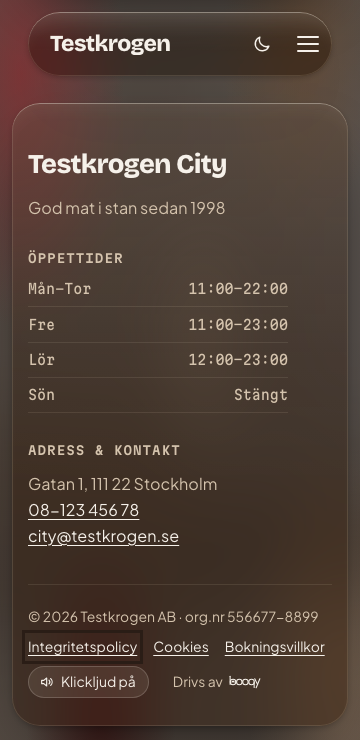 Testkrogen
Testkrogen City
God mat i stan sedan 1998
ÖPPETTIDER
Mån–Tor 11:00–22:00
Fre 11:00–23:00
Lör 12:00–23:00
Sön Stängt
ADRESS & KONTAKT
Gatan 1, 111 22 Stockholm
08-123 456 78
city@testkrogen.se
© 2026 Testkrogen AB · org.nr 556677-8899
Integritetspolicy Cookies Bokningsvillkor
Klickljud på Drivs av booqy